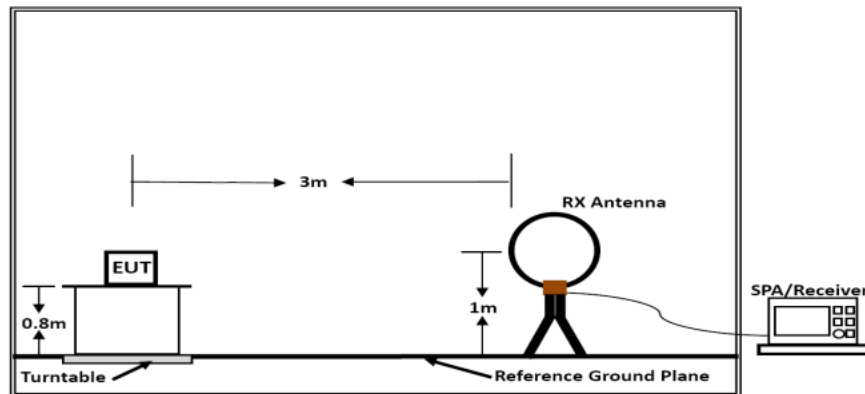 3m
RX Antenna
EUT
SPA/Receiver
0.8m
1m
Turntable
Reference Ground Plane